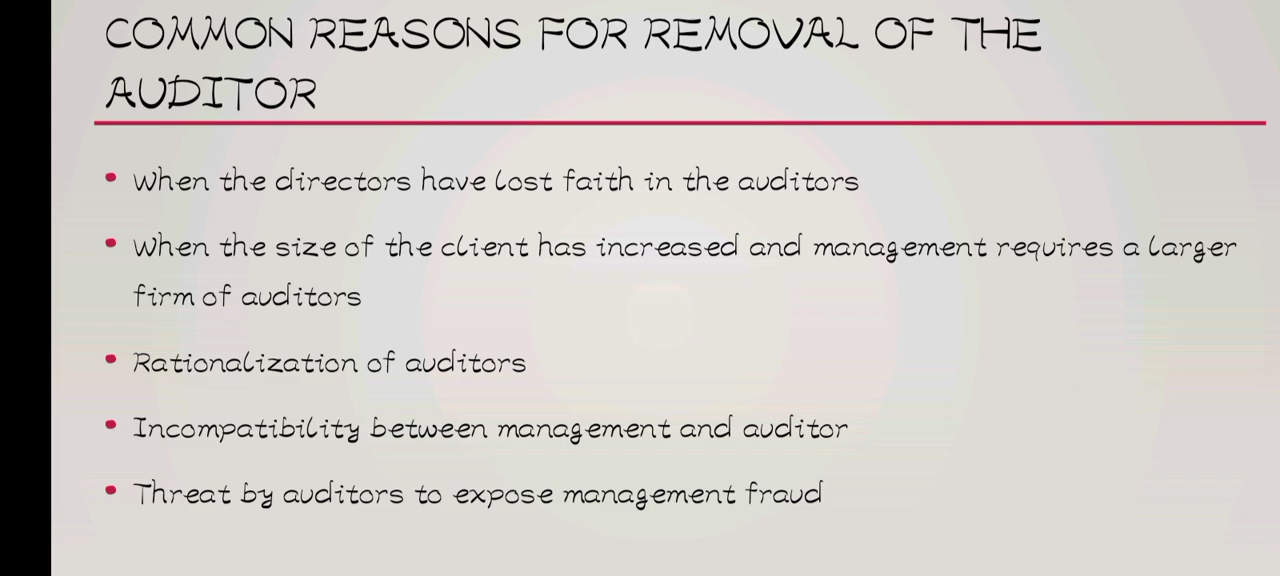 COMMON REASONS FOR REMOVAL OF THE
AUDITOR
• When the directors have lost faith in the auditors
• When the size of the client has increased and management requires a larger
firm of auditors
• Rationalization of auditors
• Incompatibility between management and auditor
• Threat by auditors to expose management fraud